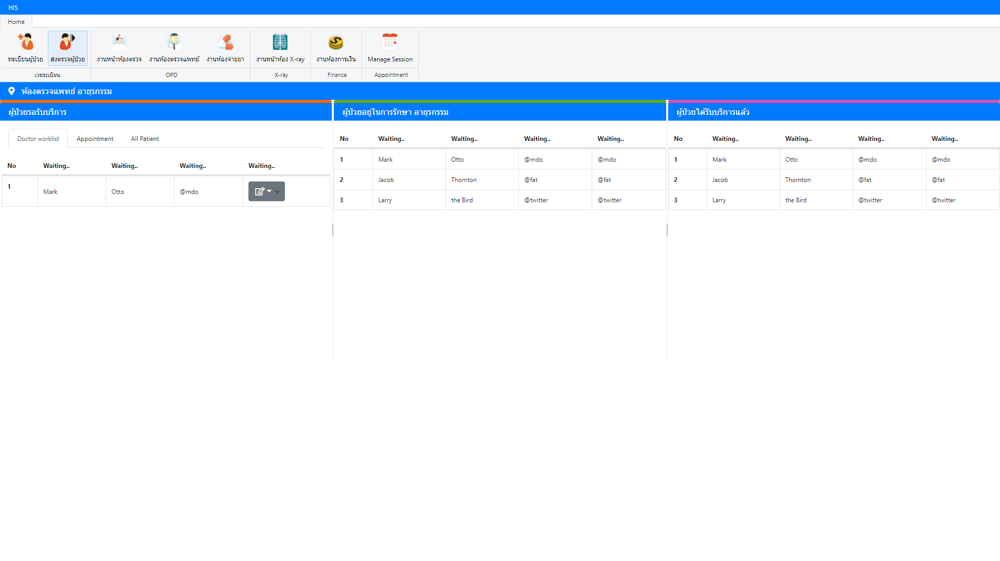 HIS
Home
ทะเบียนผู้ป่วย ส่งตรวจผู้ป่วย งานหน้าห้องตรวจ งานห้องตรวจแพทย์ งานห้องจ่ายยา งานหน้าห้อง X-ray งานห้องการเงิน Manage Session
เวชระเบียน OPD X-ray Finance Appointment
ห้องตรวจแพทย์ อายุรกรรม
ผู้ป่วยรอรับบริการ
Doctor worklist Appointment All Patient
No Waiting.. Waiting.. Waiting.. Waiting..
1 Mark Otto @mdo
ผู้ป่วยอยู่ในการรักษา อายุรกรรม
No Waiting.. Waiting.. Waiting.. Waiting..
1 Mark Otto @mdo @mdo
2 Jacob Thornton @fat @fat
3 Larry the Bird @twitter @twitter
ผู้ป่วยได้รับบริการแล้ว
No Waiting.. Waiting.. Waiting.. Waiting..
1 Mark Otto @mdo @mdo
2 Jacob Thornton @fat @fat
3 Larry the Bird @twitter @twitter